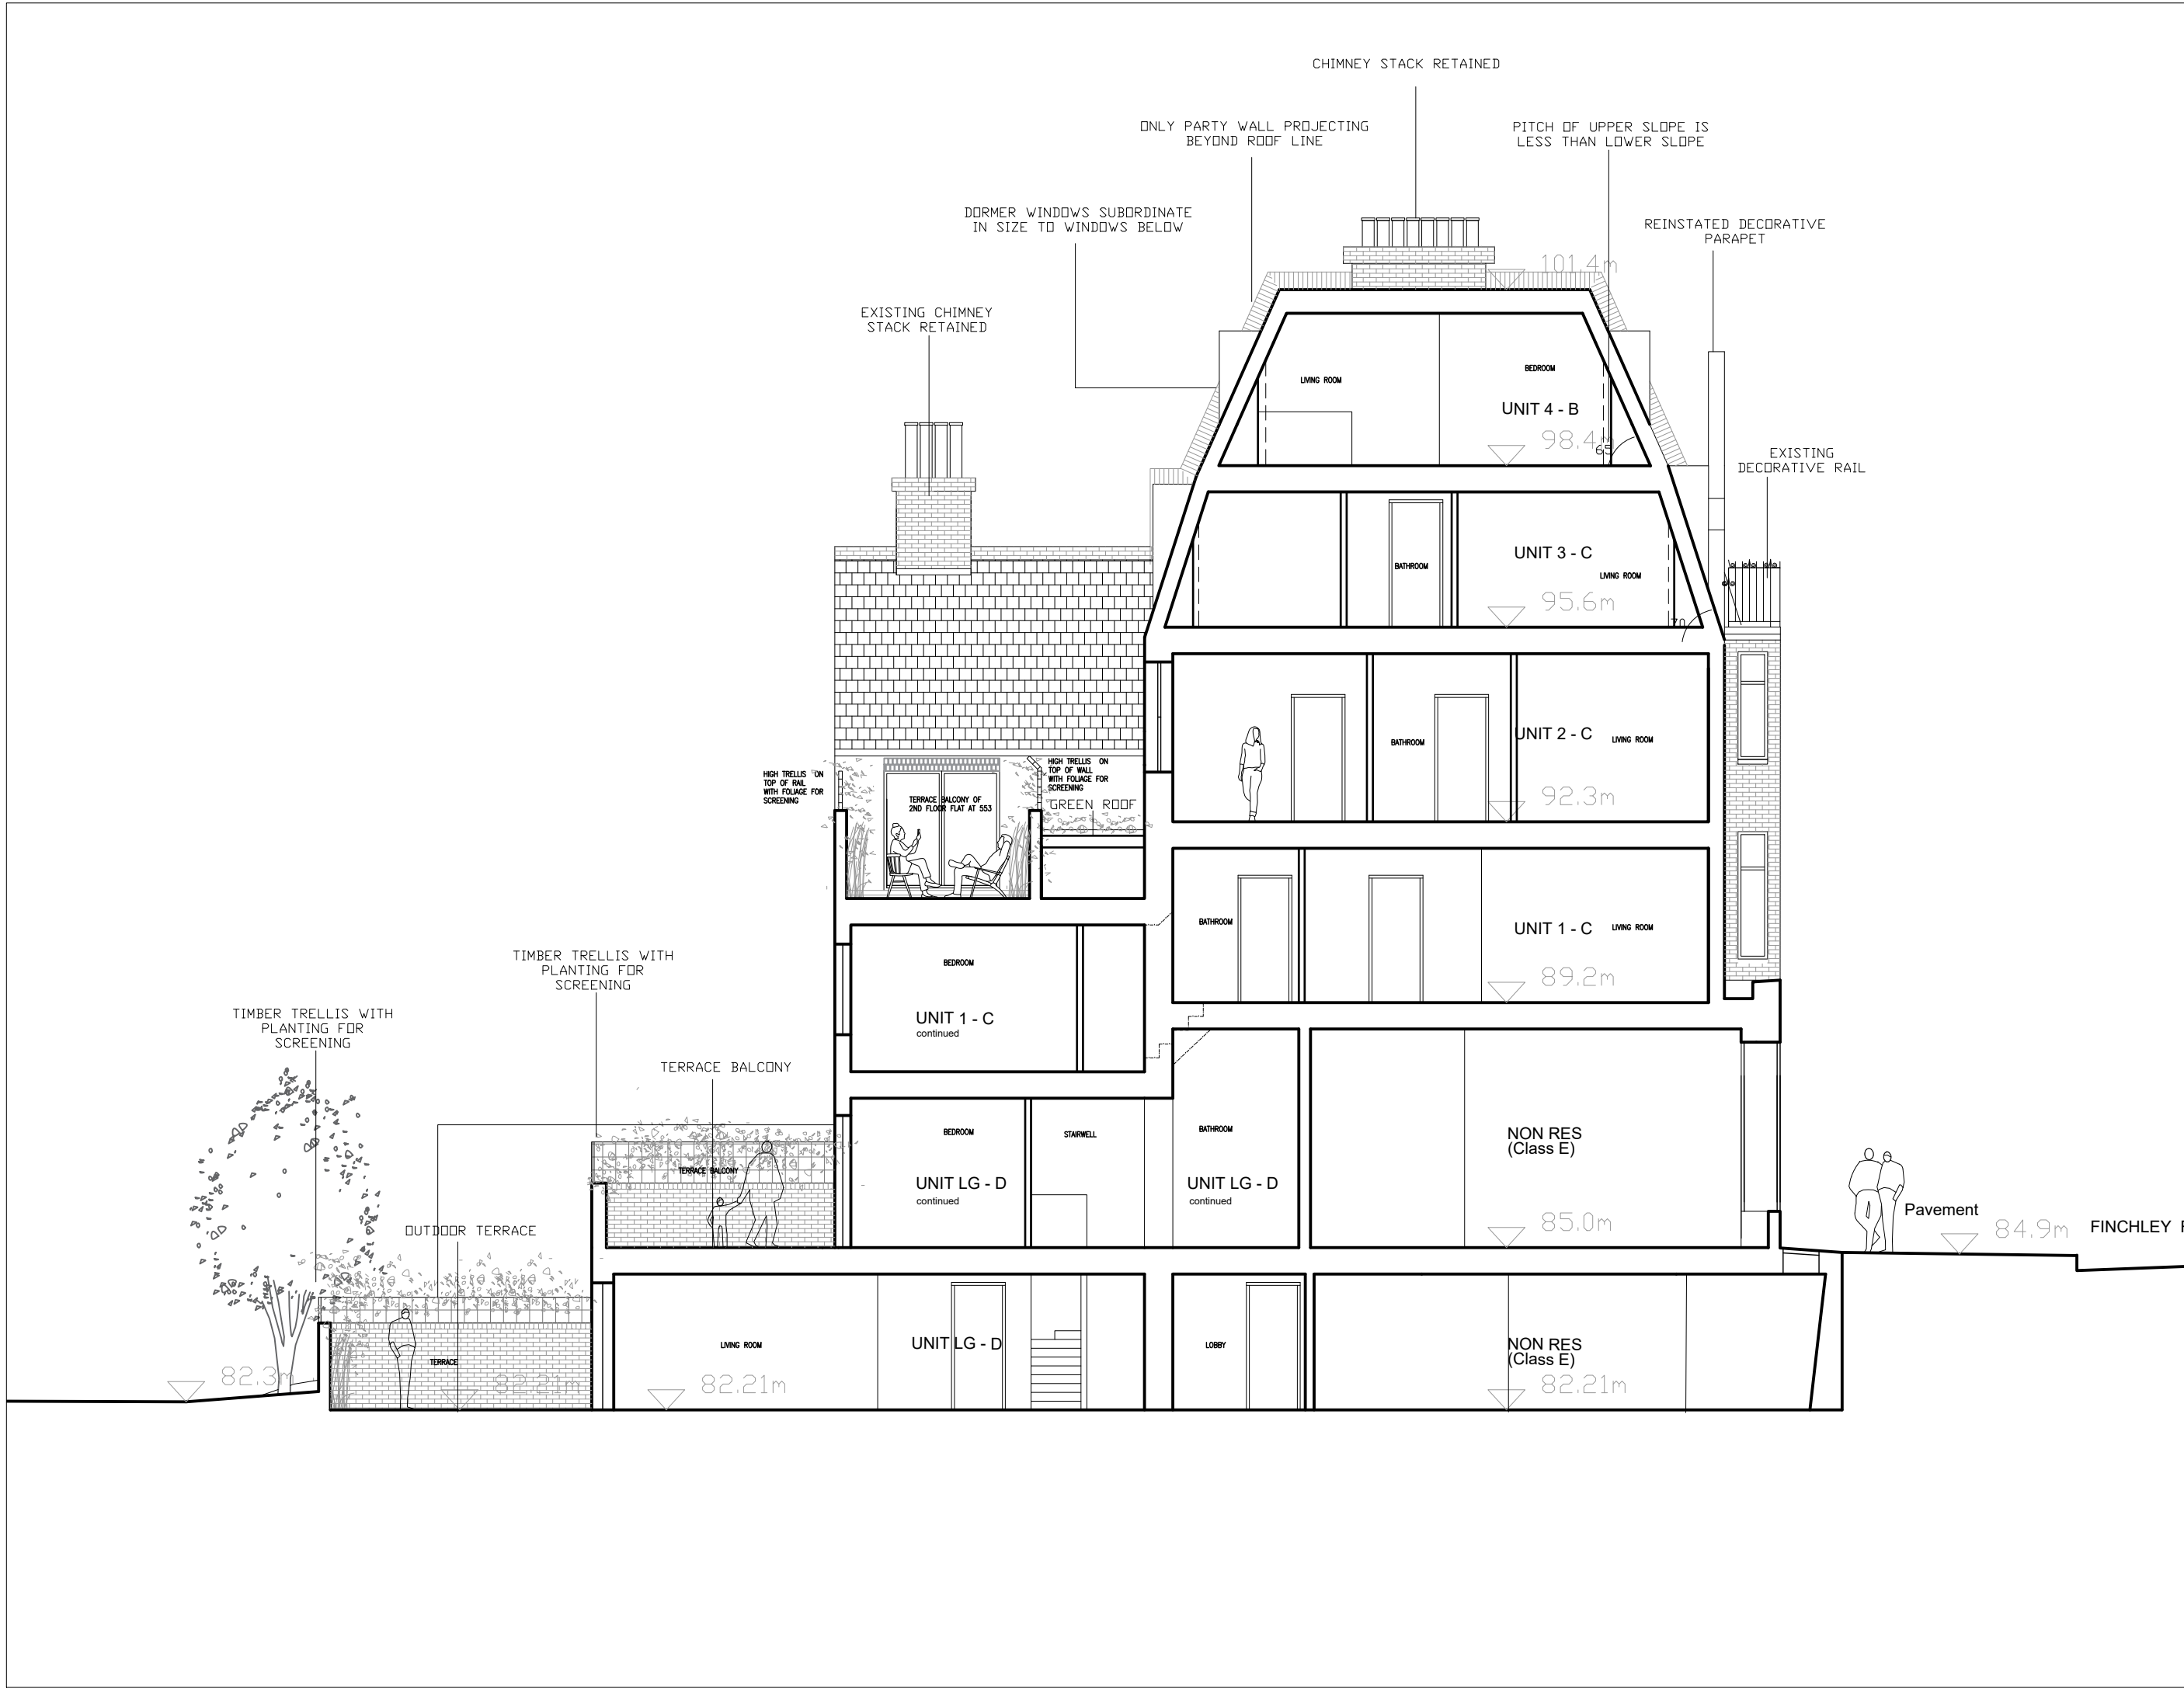 CHIMNEY STACK RETAINED
ONLY PARTY WALL PROJECTING
BEYOND ROOF LINE
PITCH OF UPPER SLOPE IS
LESS THAN LOWER SLOPE
DORMER WINDOWS SUBORDINATE
IN SIZE TO WINDOWS BELOW
REINSTATED DECORATIVE
PARAPET
101.4m
EXISTING CHIMNEY
STACK RETAINED
LIVING ROOM
BEDROOM
UNIT 4 - B
98.4m
65
EXISTING
DECORATIVE RAIL
UNIT 3 - C
BATHROOM
LIVING ROOM
95.6m
70
UNIT 2 - C
BATHROOM
LIVING ROOM
92.3m
HIGH TRELLIS ON
TOP OF RAIL
WITH FOLIAGE FOR
SCREENING
HIGH TRELLIS ON
TOP OF WALL
WITH FOLIAGE FOR
SCREENING
TERRACE BALCONY OF
2ND FLOOR FLAT AT 553
GREEN ROOF
BATHROOM
UNIT 1 - C
LIVING ROOM
89.2m
TIMBER TRELLIS WITH
PLANTING FOR
SCREENING
BEDROOM
UNIT 1 - C
continued
TIMBER TRELLIS WITH
PLANTING FOR
SCREENING
TERRACE BALCONY
BEDROOM
STAIRWELL
BATHROOM
NON RES
(Class E)
TERRACE BALCONY
UNIT LG - D
continued
UNIT LG - D
continued
85.0m
Pavement
84.9m
FINCHLEY
OUTDOOR TERRACE
LIVING ROOM
UNIT LG - D
LOBBY
NON RES
(Class E)
TERRACE
82.3m
82.21m
82.21m
82.21m